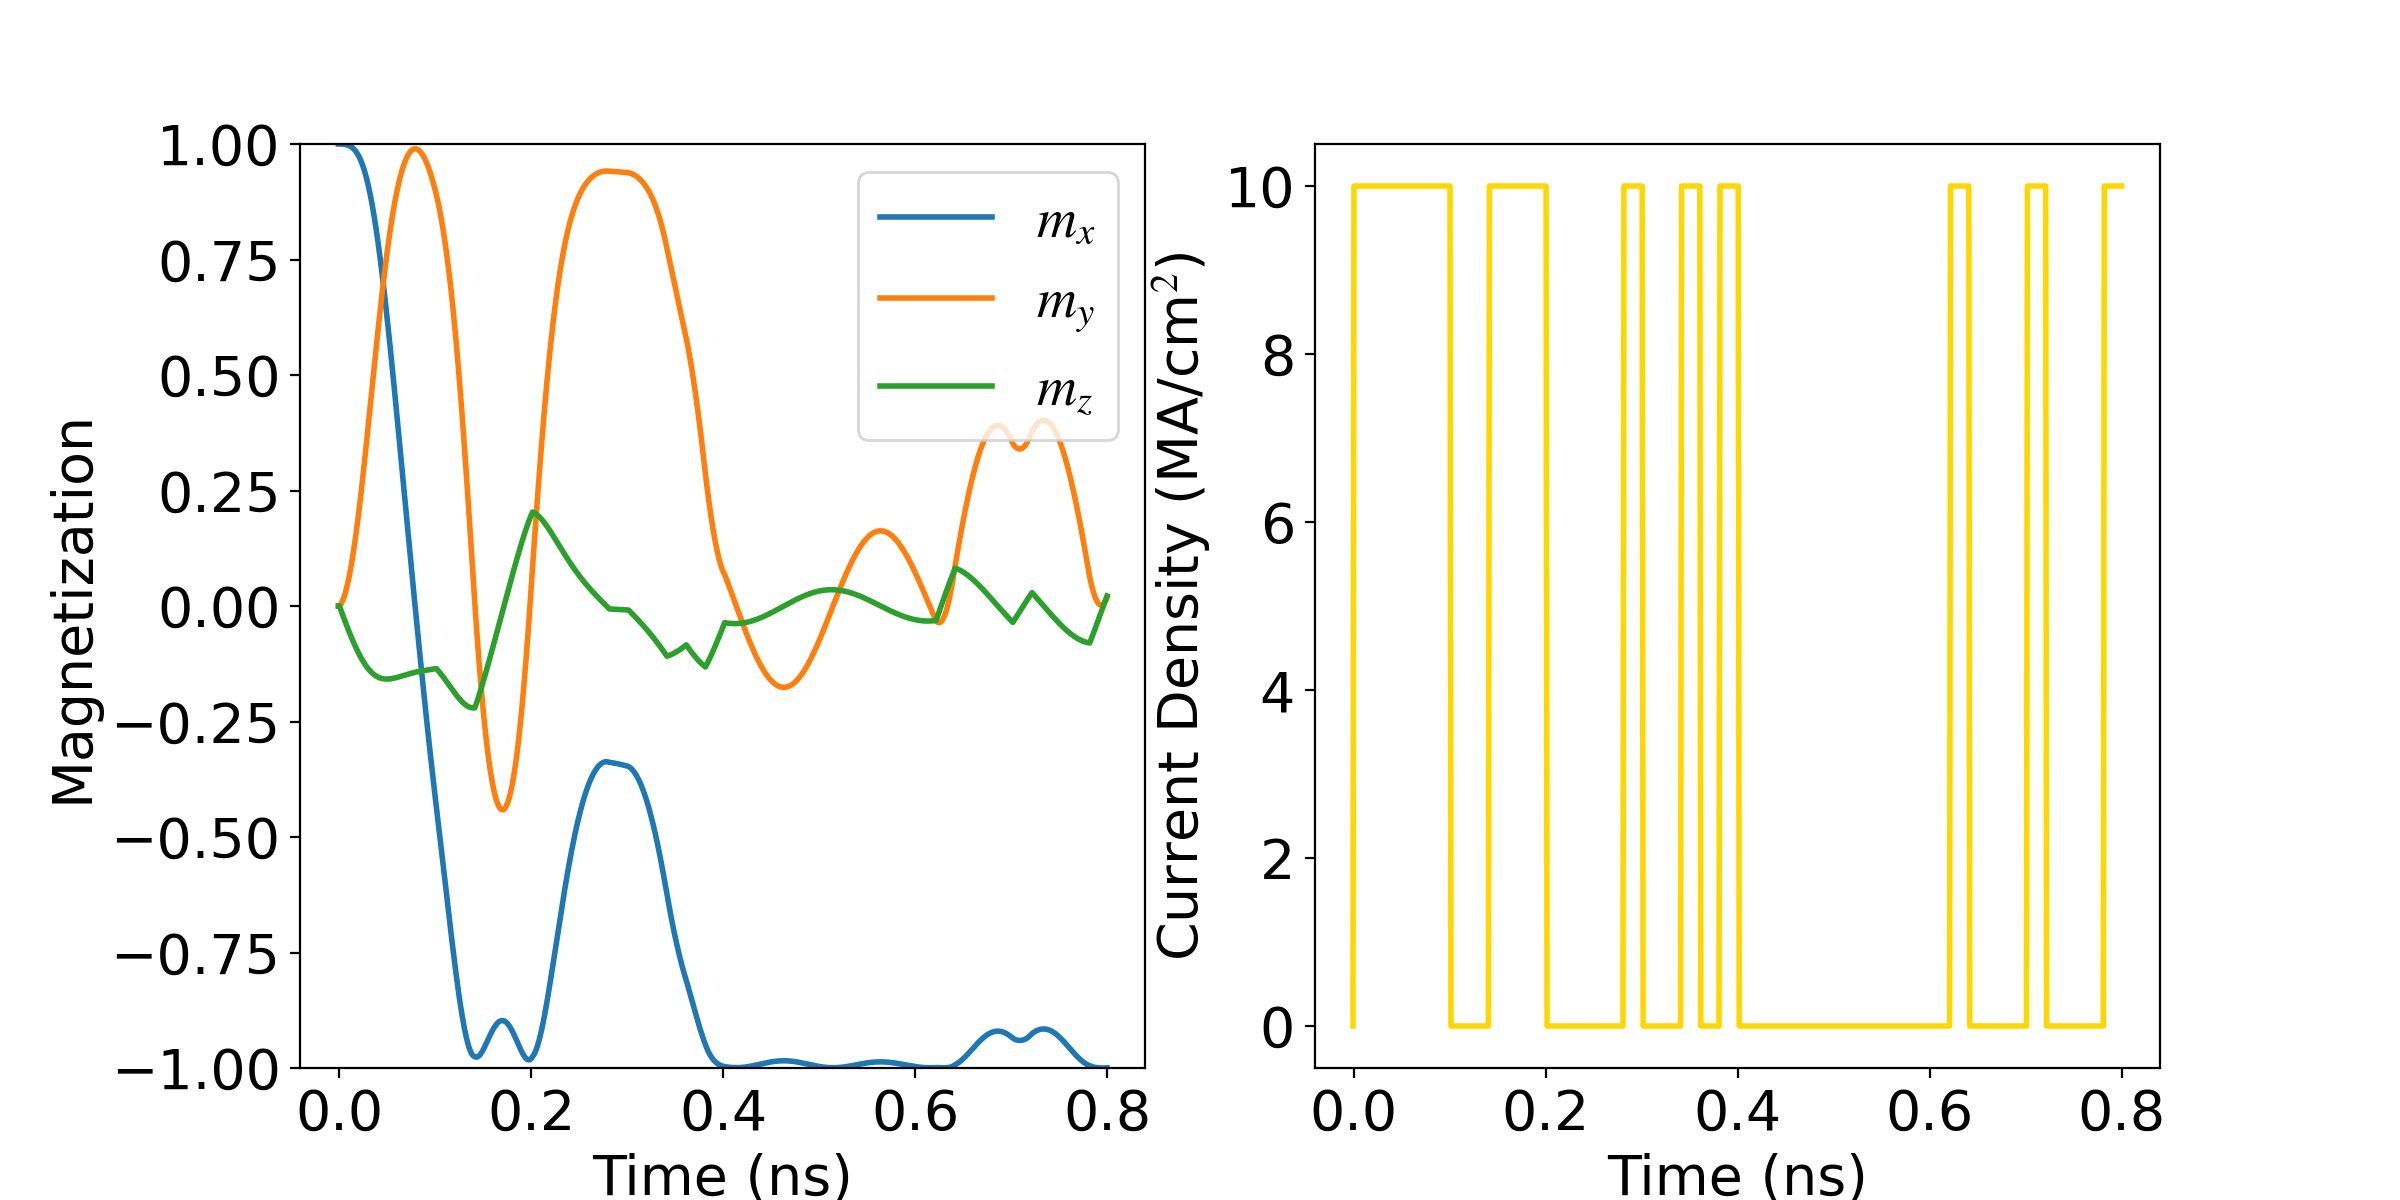 1.00
0.75
0.50
0.25
0.00
−0.25
−0.50
−0.75
−1.00
Magnetization
0.0 0.2 0.4 0.6 0.8
Time (ns)
m_x
m_y
m_z
10
8
6
4
2
0
Current Density (MA/cm²)
0.0 0.2 0.4 0.6 0.8
Time (ns)